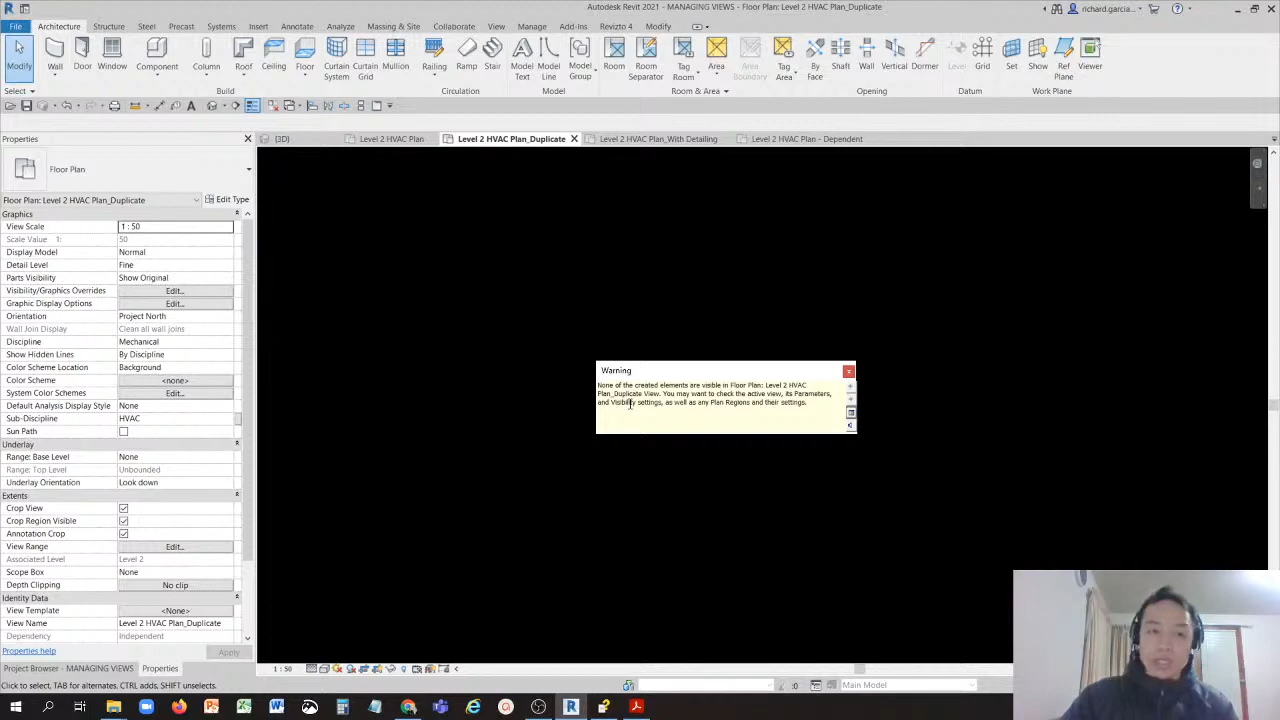 Autodesk Revit 2021 - MANAGING VIEWS - Floor Plan: Level 2 HVAC Plan_Duplicate
richard.garcia...
File Architecture Structure Steel Precast Systems Insert Annotate Analyze Massing & Site Collaborate View Manage Add-Ins Revizto 4 Modify
Modify Wall Door Window Component Column Roof Ceiling Floor Curtain System Curtain Grid Mullion Railing Ramp Stair Model Text Model Line Model Group Room Room Separator Tag Room Area Area Boundary Tag Area By Face Shaft Wall Vertical Dormer Level Grid Set Show Ref Plane Viewer
Select Build Circulation Model Room & Area Opening Datum Work Plane
Properties
(3D) Level 2 HVAC Plan Level 2 HVAC Plan_Duplicate Level 2 HVAC Plan_With Detailing Level 2 HVAC Plan - Dependent
Floor Plan
Floor Plan: Level 2 HVAC Plan_Duplicate Edit Type
Graphics
View Scale 1 : 50
Scale Value 1: 50
Display Model Normal
Detail Level Fine
Parts Visibility Show Original
Visibility/Graphics Overrides Edit...
Graphic Display Options Edit...
Orientation Project North
Wall Join Display Clean all wall joins
Discipline Mechanical
Show Hidden Lines By Discipline
Color Scheme Location Background
Color Scheme <none>
System Color Schemes Edit...
Default Analysis Display Style None
Sub-Discipline HVAC
Sun Path
Underlay
Range: Base Level None
Range: Top Level Unbounded
Underlay Orientation Look down
Extents
Crop View
Crop Region Visible
Annotation Crop
View Range Edit...
Associated Level Level 2
Scope Box None
Depth Clipping No clip
Identity Data
View Template <None>
View Name Level 2 HVAC Plan_Duplicate
Dependency Independent
Properties help Apply
Project Browser - MANAGING VIEWS Properties
Warning
None of the created elements are visible in Floor Plan: Level 2 HVAC
Plan_Duplicate View. You may want to check the active view, its Parameters,
and Visibility settings, as well as any Plan Regions and their settings.
1 : 50
Click to select, TAB for alternates, CTRL adds, SHIFT unselects. :0 Main Model